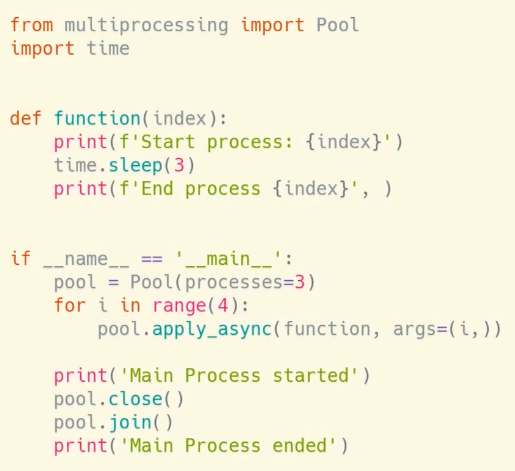 from multiprocessing import Pool
import time
def function(index):
    print(f'Start process: {index}')
    time.sleep(3)
    print(f'End process {index}', )
if __name__ == '__main__':
    pool = Pool(processes=3)
    for i in range(4):
        pool.apply_async(function, args=(i,))
    print('Main Process started')
    pool.close()
    pool.join()
    print('Main Process ended')